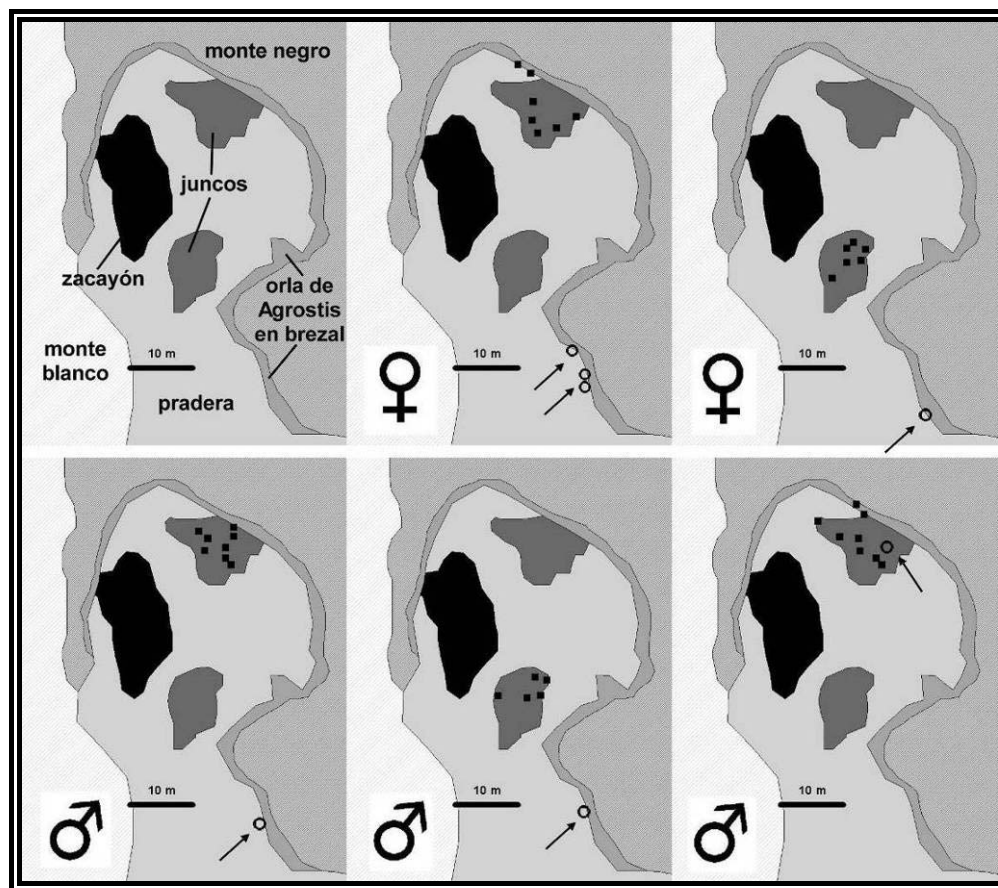 monte negro
juncos
zacayón
orla de
Agrostis
en brezal
monte
blanco
10 m
pradera
10 m
10 m
10 m
10 m
10 m